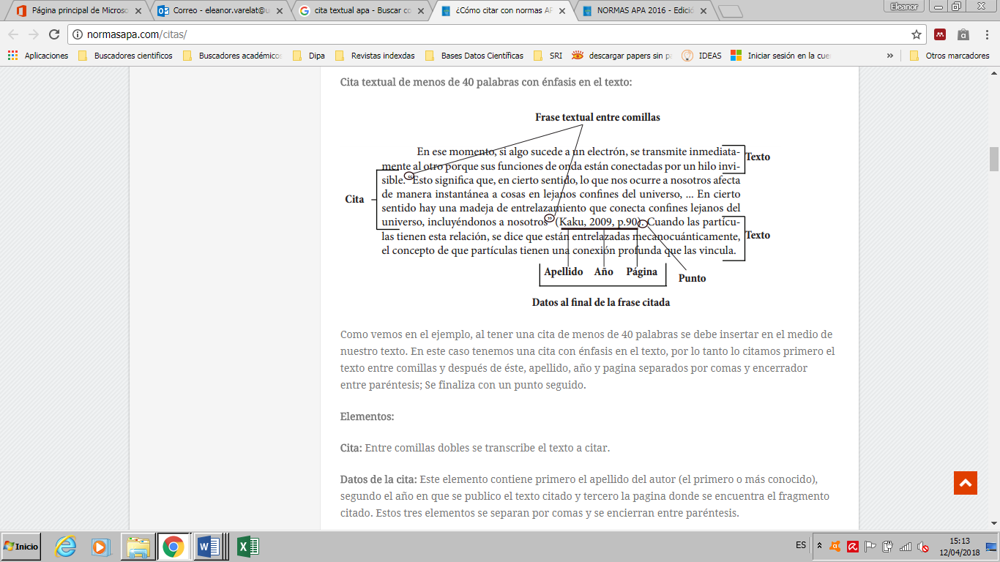 Página principal de Microso
Correo - eleanor.varelat@u
cita textual apa - Buscar co
¿Cómo citar con normas AP
NORMAS APA 2016 - Edició
Eleanor
normasapa.com/citas/
Aplicaciones
Buscadores cientificos
Buscadores académico
Dipa
Revistas indexdas
Bases Datos Científicas
SRI
descargar papers sin pa
IDEAS
Iniciar sesión en la cue
»
Otros marcadores
Cita textual de menos de 40 palabras con énfasis en el texto:
Frase textual entre comillas
En ese momento, si algo sucede a un electrón, se transmite inmediata-
mente al otro porque sus funciones de onda están conectadas por un hilo invi-
sible. “Esto significa que, en cierto sentido, lo que nos ocurre a nosotros afecta
de manera instantánea a cosas en lejanos confines del universo, ... En cierto
sentido hay una madeja de entrelazamiento que conecta confines lejanos del
universo, incluyéndonos a nosotros” (Kaku, 2009, p.90). Cuando las partícu-
las tienen esta relación, se dice que están entrelazadas mecanocuánticamente,
el concepto de que partículas tienen una conexión profunda que las vincula.
Texto
Cita
Texto
Apellido Año Página
Punto
Datos al final de la frase citada
Como vemos en el ejemplo, al tener una cita de menos de 40 palabras se debe insertar en el medio de
nuestro texto. En este caso tenemos una cita con énfasis en el texto, por lo tanto lo citamos primero el
texto entre comillas y después de éste, apellido, año y pagina separados por comas y encerrador
entre paréntesis; Se finaliza con un punto seguido.
Elementos:
Cita: Entre comillas dobles se transcribe el texto a citar.
Datos de la cita: Este elemento contiene primero el apellido del autor (el primero o más conocido),
segundo el año en que se publico el texto citado y tercero la pagina donde se encuentra el fragmento
citado. Estos tres elementos se separan por comas y se encierran entre paréntesis.
Inicio
ES
15:13
12/04/2018